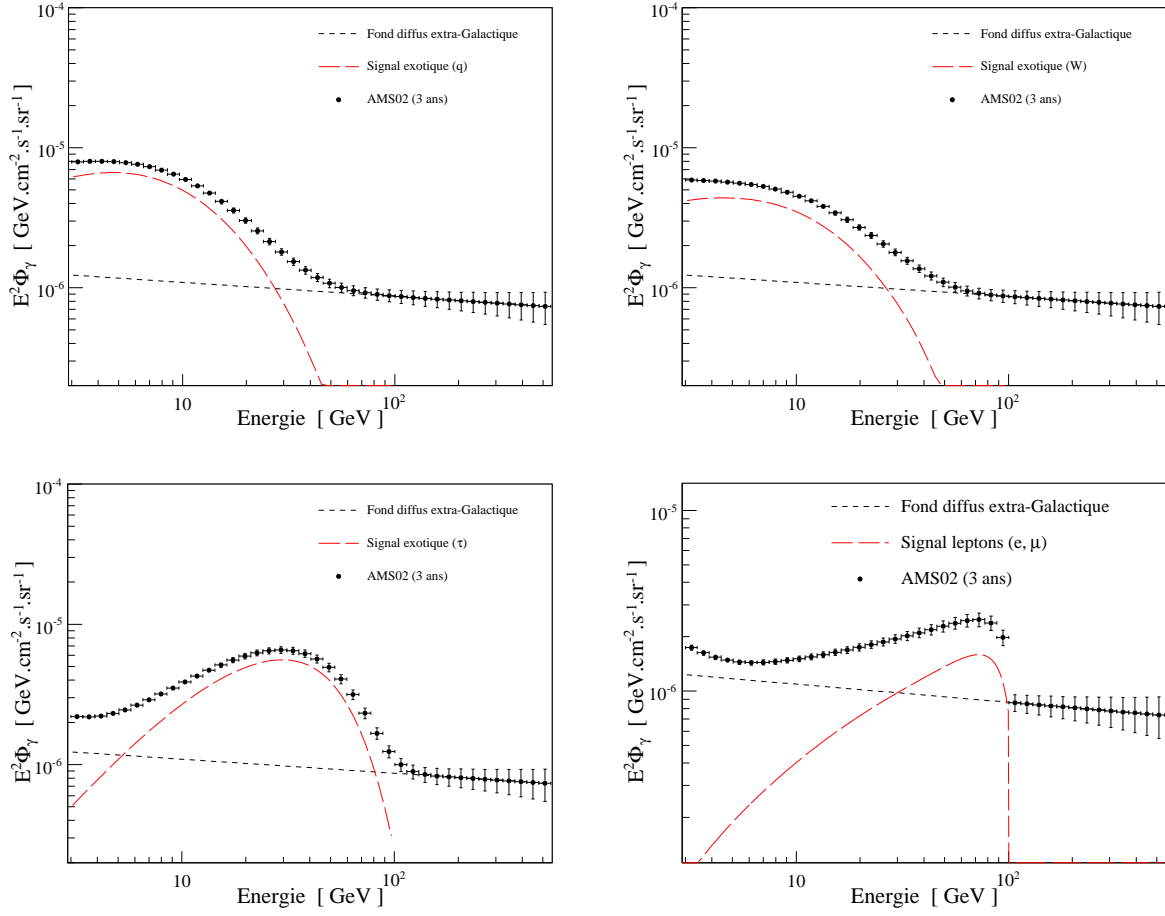 10⁻⁴
10⁻⁵
10⁻⁶
E²Φγ [ GeV.cm⁻².s⁻¹.sr⁻¹]
Fond diffus extra-Galactique
Signal exotique (q)
AMS02 (3 ans)
10
10²
Energie [ GeV]
10⁻⁴
10⁻⁵
10⁻⁶
E²Φγ [ GeV.cm⁻².s⁻¹.sr⁻¹]
Fond diffus extra-Galactique
Signal exotique (W)
AMS02 (3 ans)
10
10²
Energie [ GeV]
10⁻⁴
10⁻⁵
10⁻⁶
E²Φγ [ GeV.cm⁻².s⁻¹.sr⁻¹]
Fond diffus extra-Galactique
Signal exotique (τ)
AMS02 (3 ans)
10
10²
Energie [ GeV]
10⁻⁵
10⁻⁶
E²Φγ [ GeV.cm⁻².s⁻¹.sr⁻¹]
Fond diffus extra-Galactique
Signal leptons (e, μ)
AMS02 (3 ans)
10
10²
Energie [ GeV]